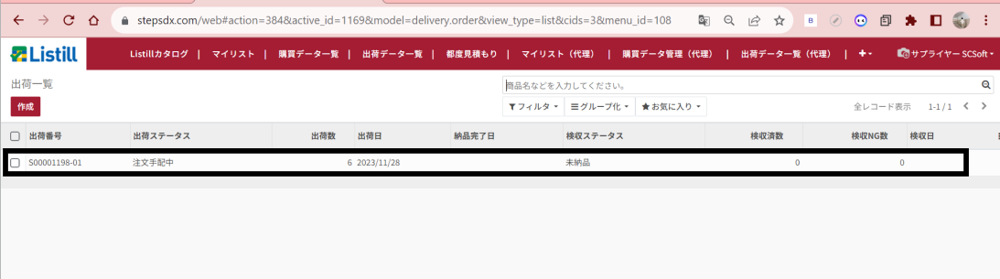 stepsdx.com/web#action=384&active_id=1169&model=delivery.order&view_type=list&cids=3&menu_id=108
Listill
Listillカタログ | マイリスト | 購買データ一覧 | 出荷データ一覧 | 都度見積もり | マイリスト（代理） | 購買データ管理（代理） | 出荷データ一覧（代理） | サプライヤー SCSoft
出荷一覧
商品名などを入力してください。
作成
フィルタ グループ化 お気に入り 全レコード表示 1-1 / 1
出荷番号 出荷ステータス 出荷数 出荷日 納品完了日 検収ステータス 検収済数 検収NG数 検収日
S00001198-01 注文手配中 6 2023/11/28 未納品 0 0